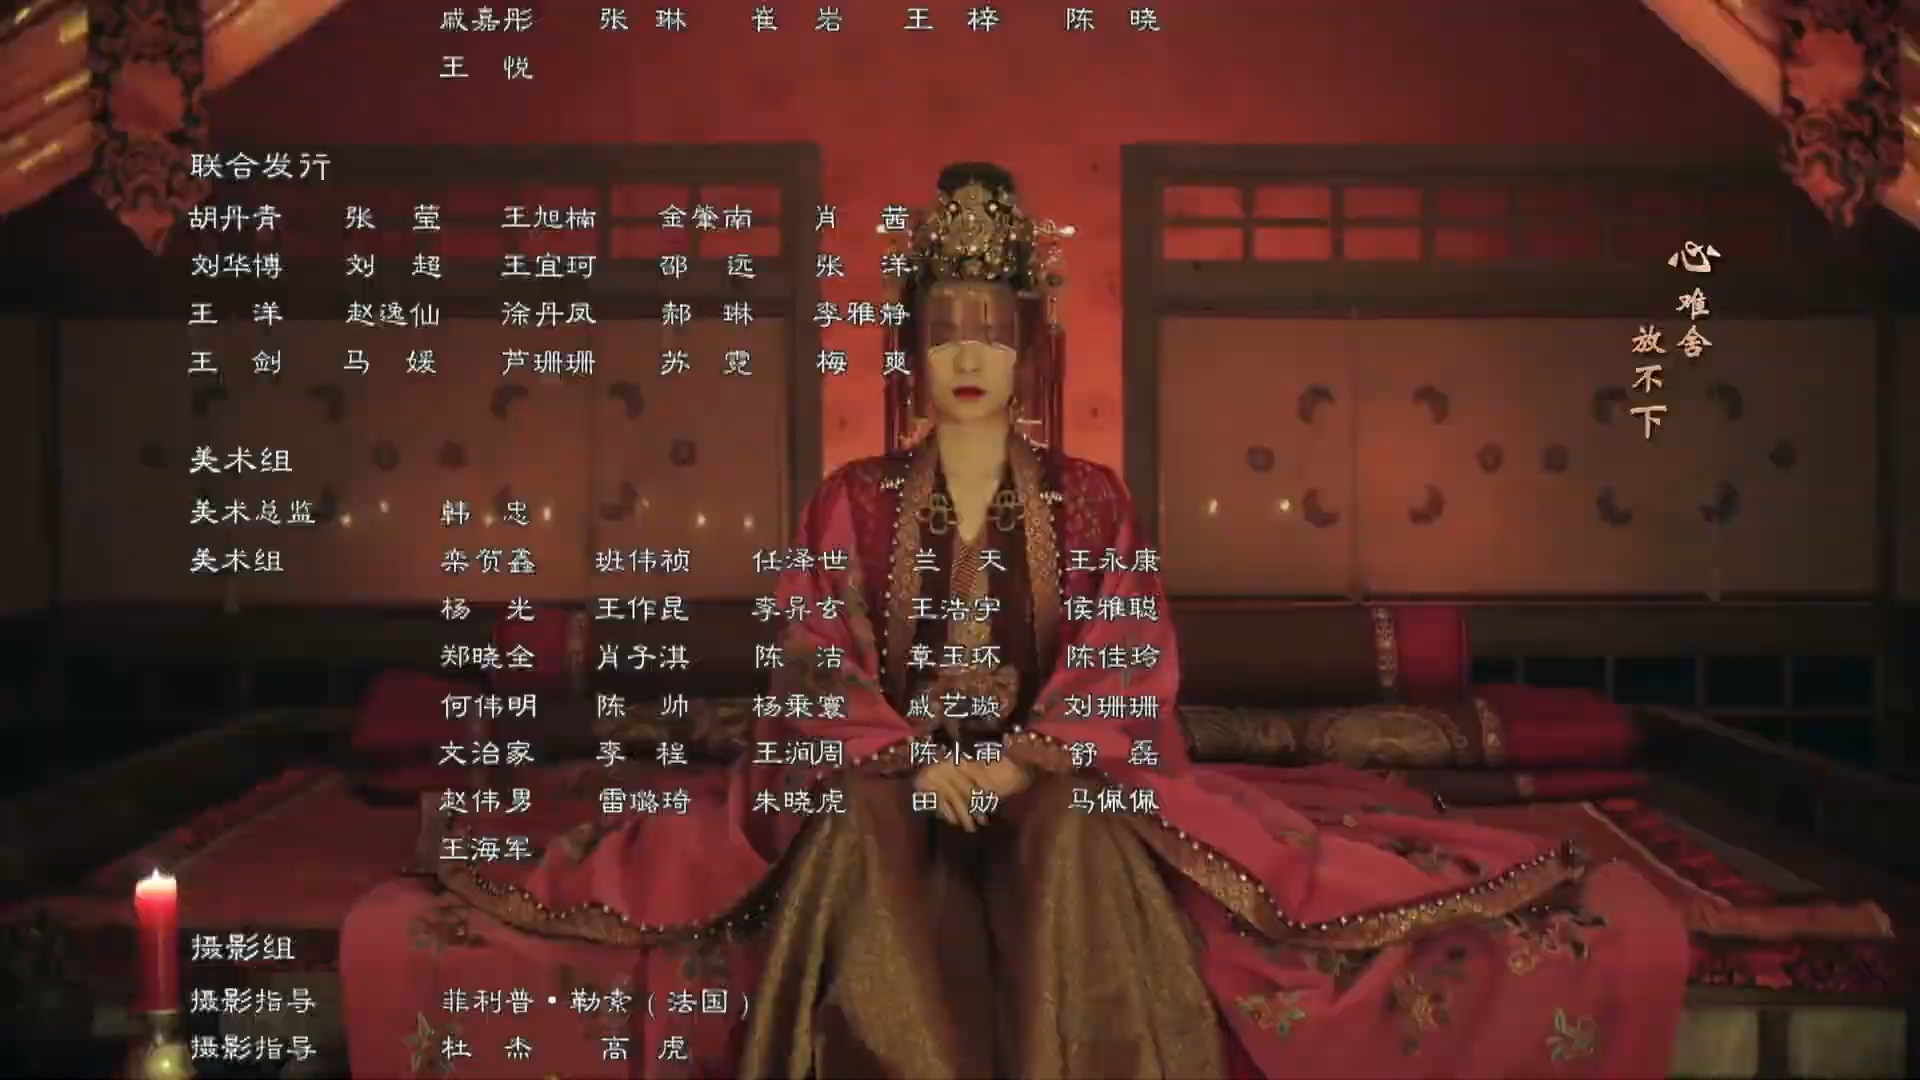 戚嘉彤 张琳 崔岩 王梓 陈晓
王悦
联合发行
胡丹青 张莹 王旭楠 金肇南 肖茜
刘华博 刘超 王宜珂 邵远 张洋
王洋 赵逸仙 涂丹凤 郝琳 李雅静
王剑 马媛 芦珊珊 苏雯 梅爽
美术组
美术总监 韩忠
美术组 栾贺鑫 班伟祯 任泽世 兰天 王永康
杨光 王作昆 李昇玄 王浩宇 侯雅聪
郑晓全 肖子淇 陈洁 章玉环 陈佳玲
何伟明 陈帅 杨乘寰 戚艺璇 刘珊珊
文治家 李程 王涧周 陈小雨 舒磊
赵伟男 雷璐琦 朱晓虎 田勋 马佩佩
王海军
摄影组
摄影指导 菲利普·勒索(法国)
摄影指导 杜杰 高虎
心难舍
放不下